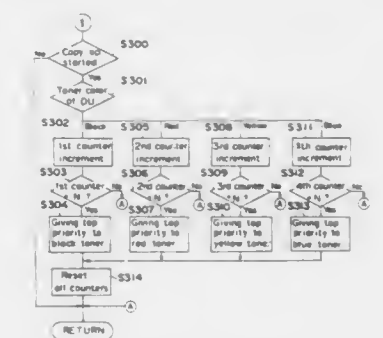 1
S300
Copy op
started
No
Yes
S301
Toner color
of DU
S302
Black
S305
Red
S308
Yellow
S311
Blue
1st counter
increment
2nd counter
increment
3rd counter
increment
4th counter
increment
S303
1st counter
= N ?
No
A
S306
2nd counter
= N ?
No
A
S309
3rd counter
= N ?
No
A
S312
4th counter
= N ?
No
A
S304
Yes
S307
Yes
S310
Yes
S313
Yes
Giving top
priority to
black toner
Giving top
priority to
red toner
Giving top
priority to
yellow toner
Giving top
priority to
blue toner
Reset
all counters
S314
A
RETURN